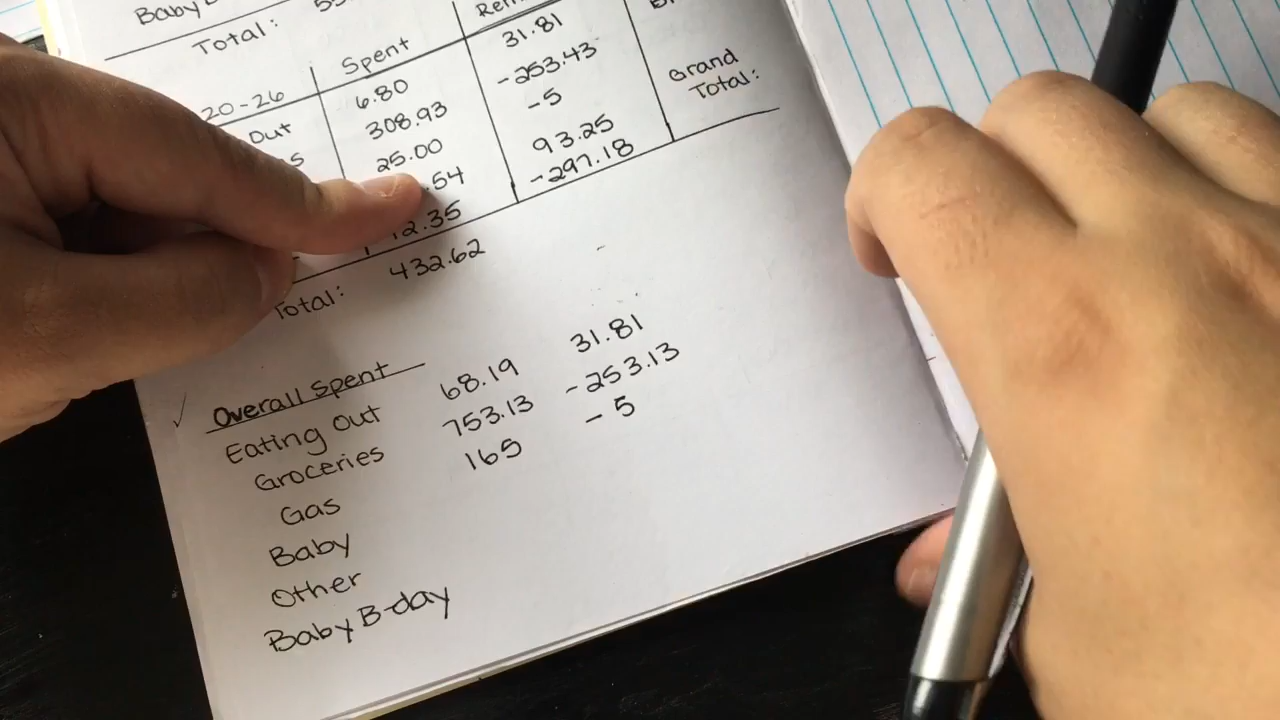 Baby
Total:
Spent
20-26 6.80 31.81
Out 308.93 -253.43
25.00 -5
.54 93.25
12.35 -297.18
Total: 432.62
Grand
Total:
Overall Spent
Eating Out 68.19 31.81
Groceries 753.13 -253.13
Gas 165 -5
Baby
Other
Baby B-day